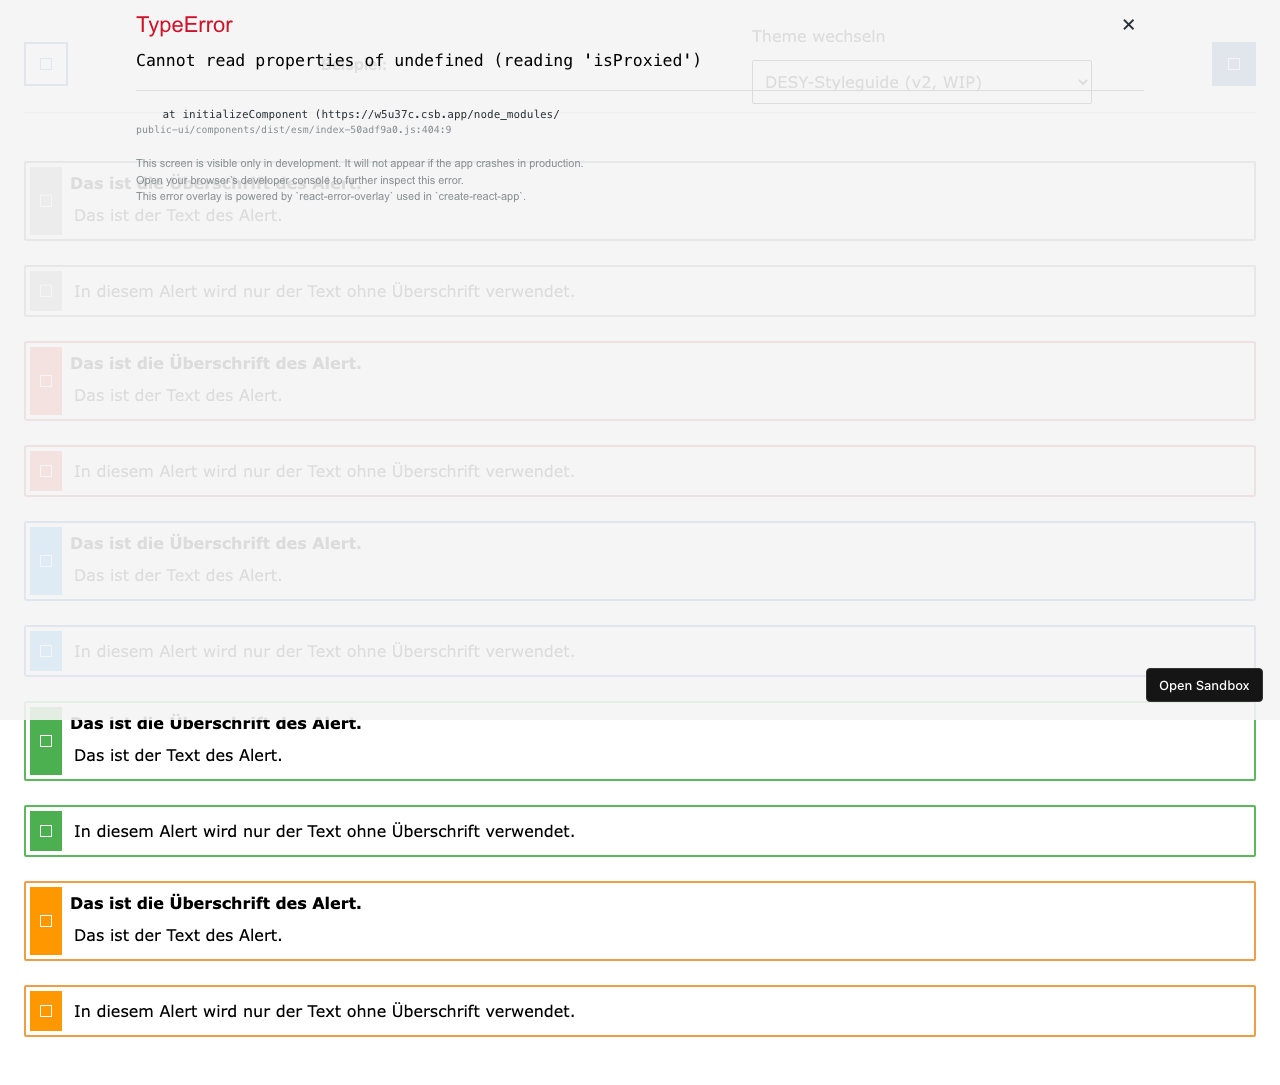 TypeError
Theme wechseln
Cannot read properties of undefined (reading 'isProxied')
Beispiel:
DESY-Styleguide (v2, WIP)
at initializeComponent (https://w5u37c.csb.app/node_modules/
public-ui/components/dist/esm/index-50adf9a0.js:404:9
This screen is visible only in development. It will not appear if the app crashes in production.
Das ist die Überschrift des Alert.
Open your browser's developer console to further inspect this error.
This error overlay is powered by `react-error-overlay` used in `create-react-app`.
Das ist der Text des Alert.
In diesem Alert wird nur der Text ohne Überschrift verwendet.
Das ist die Überschrift des Alert.
Das ist der Text des Alert.
In diesem Alert wird nur der Text ohne Überschrift verwendet.
Das ist die Überschrift des Alert.
Das ist der Text des Alert.
In diesem Alert wird nur der Text ohne Überschrift verwendet.
Open Sandbox
Das ist die Überschrift des Alert.
Das ist der Text des Alert.
In diesem Alert wird nur der Text ohne Überschrift verwendet.
Das ist die Überschrift des Alert.
Das ist der Text des Alert.
In diesem Alert wird nur der Text ohne Überschrift verwendet.